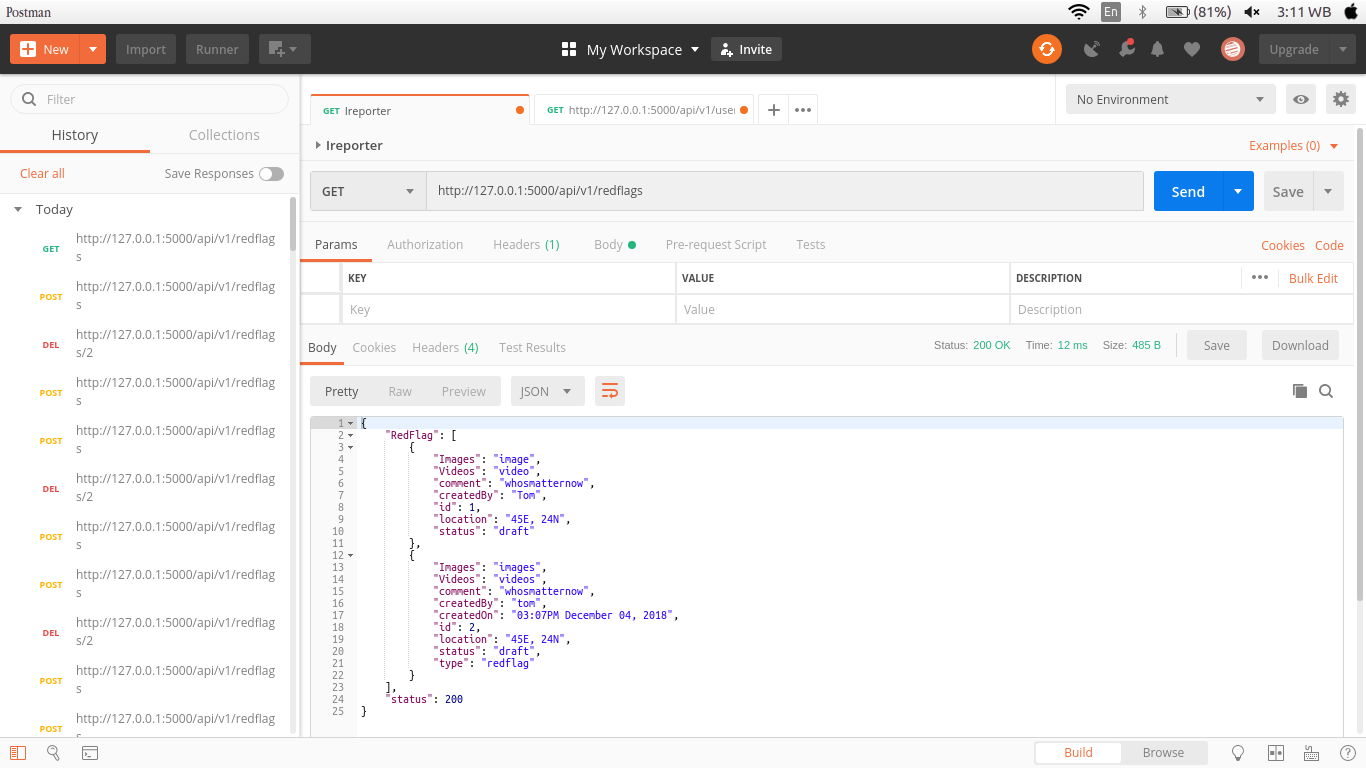 Postman
En
(81%)
3:11 WB
New
Import
Runner
My Workspace
Invite
Upgrade
Filter
History
Collections
Clear all
Save Responses
Today
GET
http://127.0.0.1:5000/api/v1/redflag
s
POST
http://127.0.0.1:5000/api/v1/redflag
s
DEL
http://127.0.0.1:5000/api/v1/redflag
s/2
POST
http://127.0.0.1:5000/api/v1/redflag
s
POST
http://127.0.0.1:5000/api/v1/redflag
s
DEL
http://127.0.0.1:5000/api/v1/redflag
s/2
POST
http://127.0.0.1:5000/api/v1/redflag
s
POST
http://127.0.0.1:5000/api/v1/redflag
s
DEL
http://127.0.0.1:5000/api/v1/redflag
s/2
POST
http://127.0.0.1:5000/api/v1/redflag
s
POST
http://127.0.0.1:5000/api/v1/redflag
s
GET Ireporter
GET http://127.0.0.1:5000/api/v1/use
No Environment
Ireporter
Examples (0)
GET
http://127.0.0.1:5000/api/v1/redflags
Send
Save
Params
Authorization
Headers (1)
Body
Pre-request Script
Tests
Cookies
Code
KEY
VALUE
DESCRIPTION
Bulk Edit
Key
Value
Description
Body
Cookies
Headers (4)
Test Results
Status: 200 OK
Time: 12 ms
Size: 485 B
Save
Download
Pretty
Raw
Preview
JSON
1 {
2 "RedFlag": [
3 {
4 "Images": "image",
5 "Videos": "video",
6 "comment": "whosmatternow",
7 "createdBy": "Tom",
8 "id": 1,
9 "location": "45E, 24N",
10 "status": "draft"
11 },
12 {
13 "Images": "images",
14 "Videos": "videos",
15 "comment": "whosmatternow",
16 "createdBy": "tom",
17 "createdOn": "03:07PM December 04, 2018",
18 "id": 2,
19 "location": "45E, 24N",
20 "status": "draft",
21 "type": "redflag"
22 }
23 ],
24 "status": 200
25 }
Build
Browse